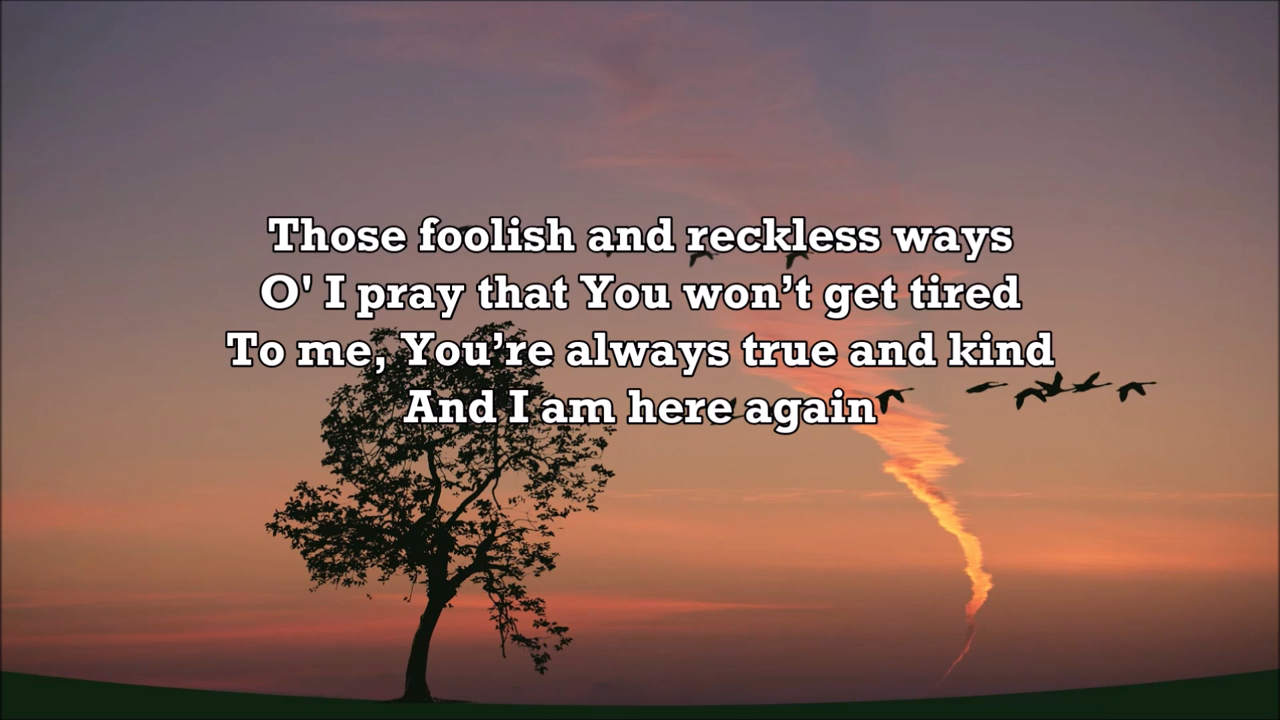 Those foolish and reckless ways
O' I pray that You won’t get tired
To me, You’re always true and kind
And I am here again